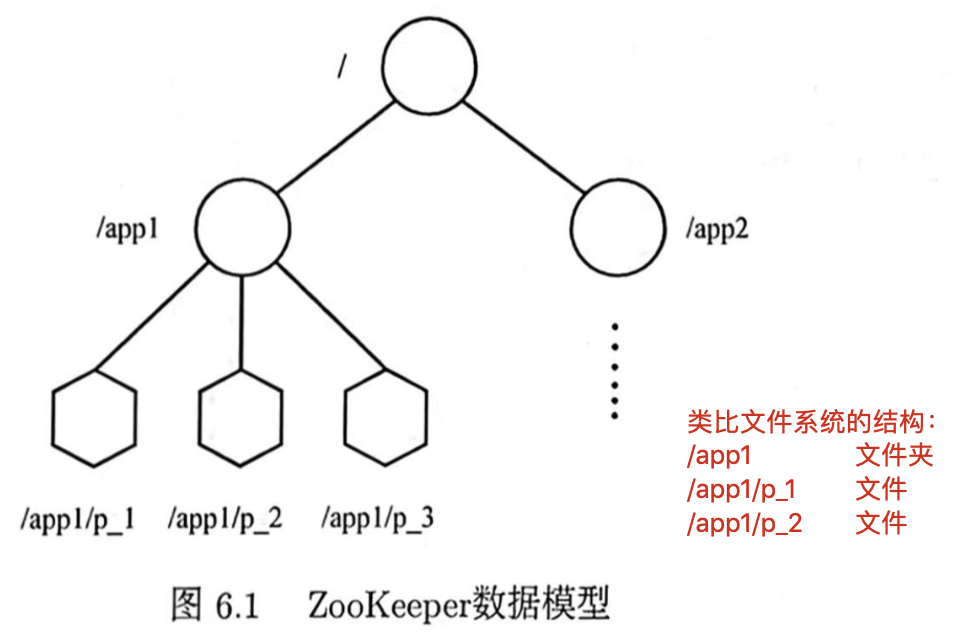 /
/app1
/app2
/app1/p_1 /app1/p_2 /app1/p_3
类比文件系统的结构：
/app1 文件夹
/app1/p_1 文件
/app1/p_2 文件
图 6.1 ZooKeeper数据模型